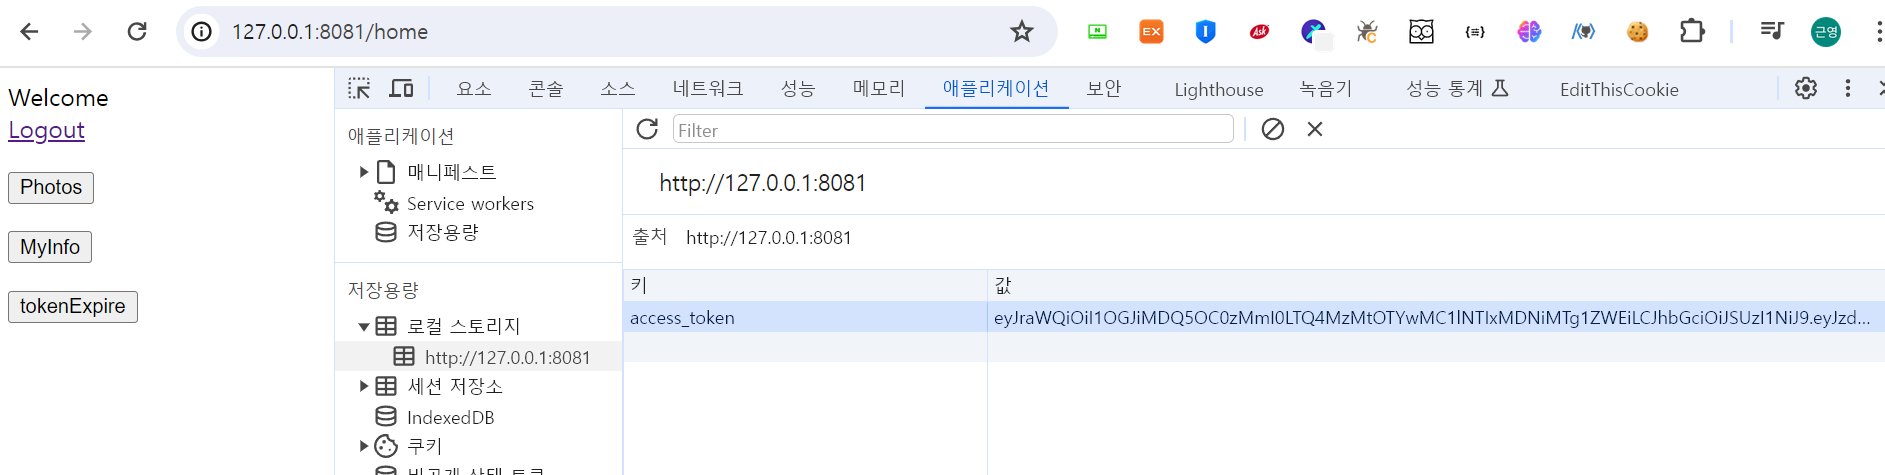 127.0.0.1:8081/home
N
EX
Ask
C
{≡}
근영
Welcome
Logout
Photos
MyInfo
tokenExpire
요소 콘솔 소스 네트워크 성능 메모리 애플리케이션 보안 Lighthouse 녹음기 성능 통계 EditThisCookie
애플리케이션
매니페스트
Service workers
저장용량
저장용량
로컬 스토리지
http://127.0.0.1:8081
세션 저장소
IndexedDB
쿠키
Filter
http://127.0.0.1:8081
출처 http://127.0.0.1:8081
키 값
access_token